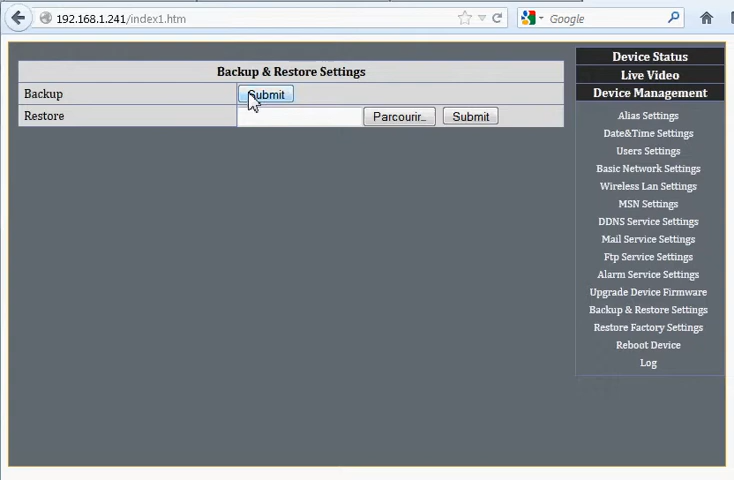 192.168.1.241/index1.htm
Google
Backup & Restore Settings
Backup Submit
Restore Parcourir... Submit
Device Status
Live Video
Device Management
Alias Settings
Date&Time Settings
Users Settings
Basic Network Settings
Wireless Lan Settings
MSN Settings
DDNS Service Settings
Mail Service Settings
Ftp Service Settings
Alarm Service Settings
Upgrade Device Firmware
Backup & Restore Settings
Restore Factory Settings
Reboot Device
Log